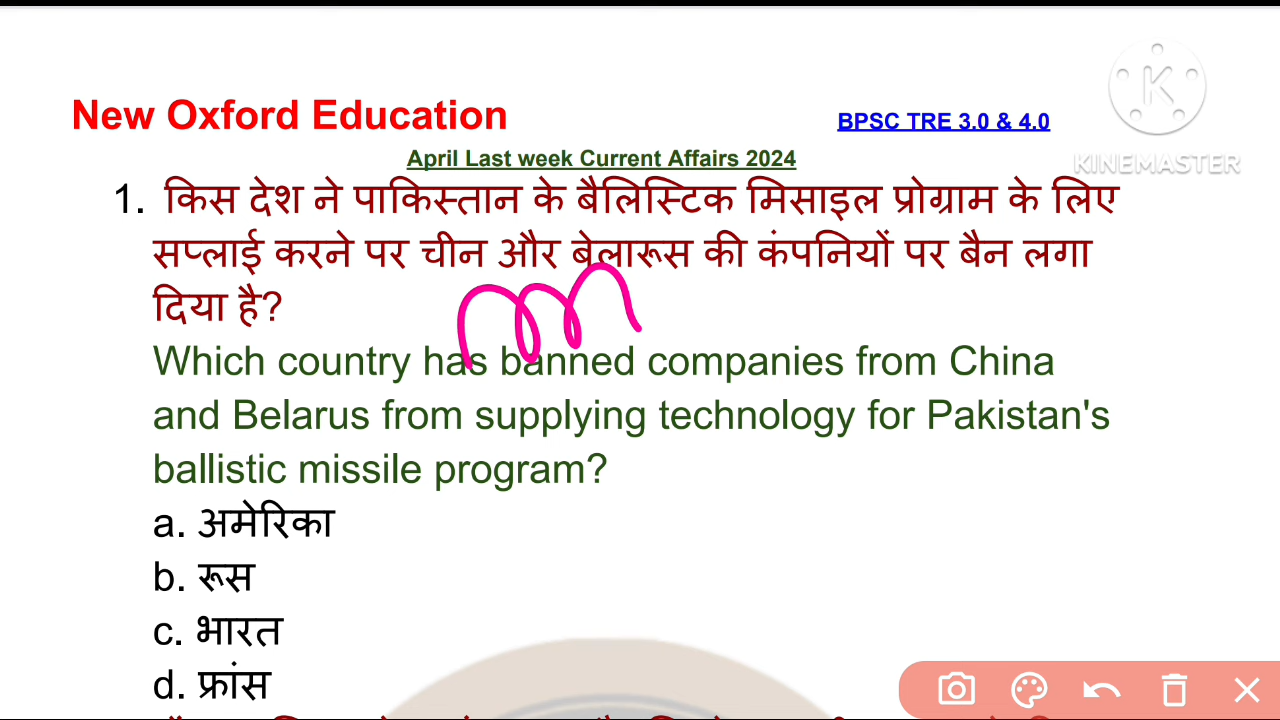 New Oxford Education
BPSC TRE 3.0 & 4.0
KINEMASTER
April Last week Current Affairs 2024
1. किस देश ने पाकिस्तान के बैलिस्टिक मिसाइल प्रोग्राम के लिए
सप्लाई करने पर चीन और बेलारूस की कंपनियों पर बैन लगा
दिया है?
Which country has banned companies from China
and Belarus from supplying technology for Pakistan's
ballistic missile program?
a. अमेरिका
b. रूस
c. भारत
d. फ्रांस